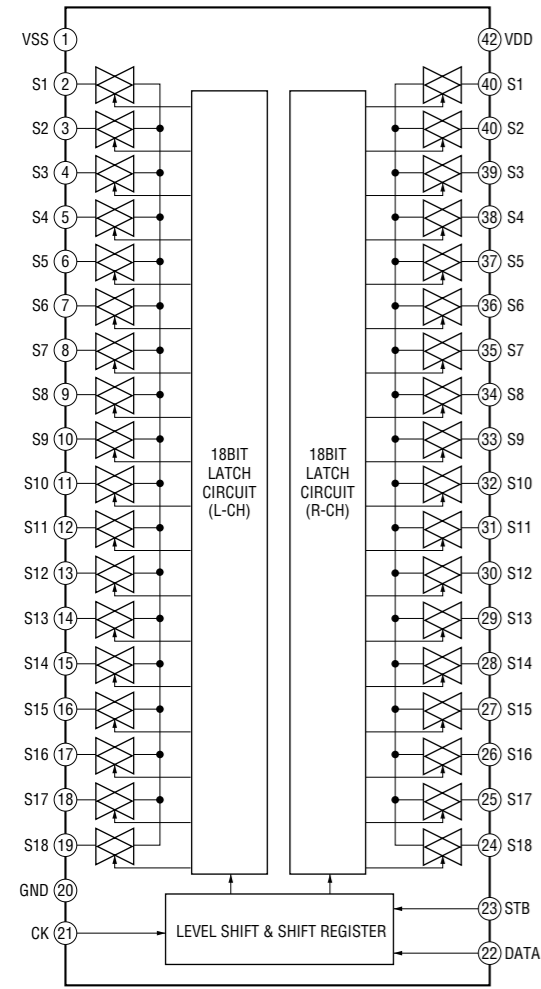 VSS 1
42 VDD
S1 2
40 S1
S2 3
40 S2
S3 4
39 S3
S4 5
38 S4
S5 6
37 S5
S6 7
36 S6
S7 8
35 S7
S8 9
34 S8
S9 10
33 S9
S10 11
32 S10
S11 12
31 S11
S12 13
30 S12
S13 14
29 S13
S14 15
28 S14
S15 16
27 S15
S16 17
26 S16
S17 18
25 S17
S18 19
24 S18
18BIT
LATCH
CIRCUIT
(L-CH)
18BIT
LATCH
CIRCUIT
(R-CH)
GND 20
23 STB
CK 21
LEVEL SHIFT & SHIFT REGISTER
22 DATA